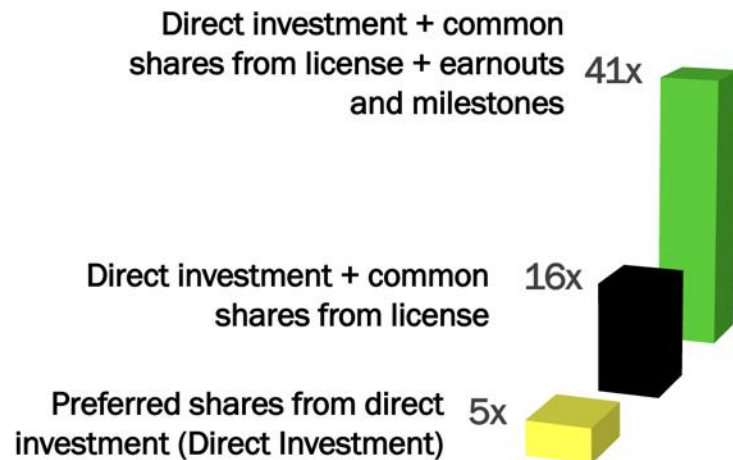 Direct investment + common
shares from license + earnouts
and milestones
41x
Direct investment + common
shares from license
16x
Preferred shares from direct
investment (Direct Investment)
5x